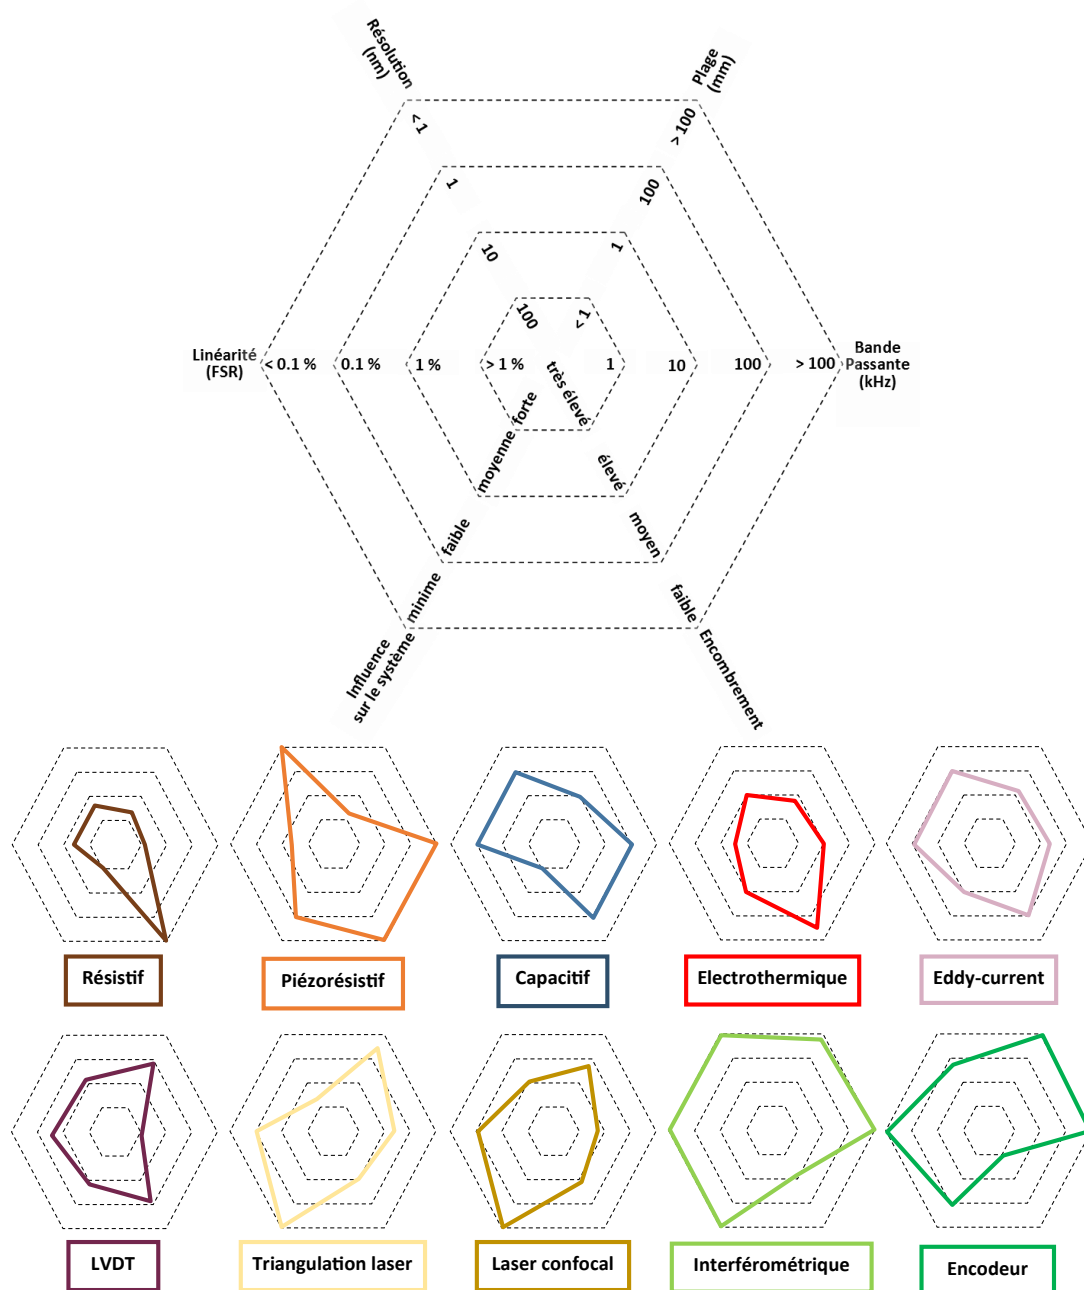 Résolution
(nm)
Plage
(mm)
< 1
> 100
1
100
10
1
100
< 1
Linéarité
(FSR)
< 0.1 %
0.1 %
1 %
> 1 %
1
10
100
> 100
Bande
Passante
(kHz)
très élevé
forte
moyenne
élevé
faible
moyen
minime
faible
Influence
sur le système
Encombrement
Résistif
Piézorésistif
Capacitif
Electrothermique
Eddy-current
LVDT
Triangulation laser
Laser confocal
Interférométrique
Encodeur